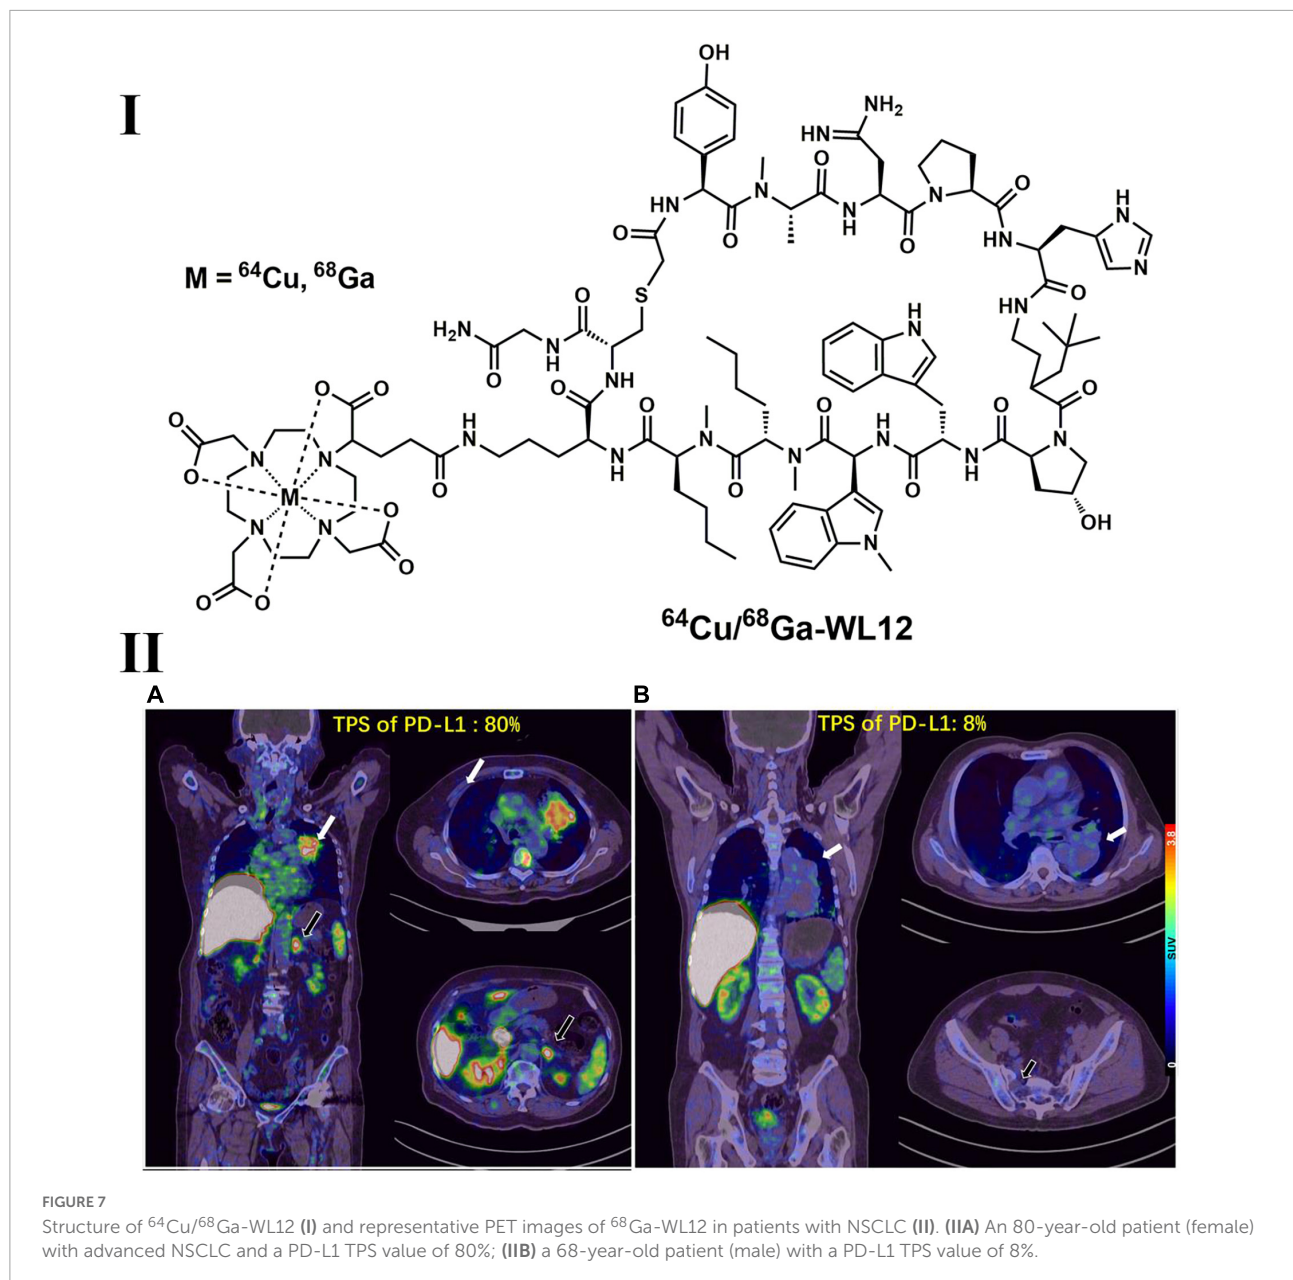 I
OH
NH2
HN
O
N
O
HN
O
N
H
O
N
O
HN
H
N
N
O
M = 64Cu, 68Ga
O
S
O
HN
H2N
O
N
H
NH
H
N
O
O
O
O
O
O
N
N
M
N
N
O
O
O
O
H
N
O
O
N
H
O
N
O
N
O
H
N
O
N
H
O
N
O
OH
N
64Cu/68Ga-WL12
II
A
B
TPS of PD-L1 : 80%
TPS of PD-L1: 8%
3.8
SUV
0
FIGURE 7
Structure of 64Cu/68Ga-WL12 (I) and representative PET images of 68Ga-WL12 in patients with NSCLC (II). (IIA) An 80-year-old patient (female)
with advanced NSCLC and a PD-L1 TPS value of 80%; (IIB) a 68-year-old patient (male) with a PD-L1 TPS value of 8%.